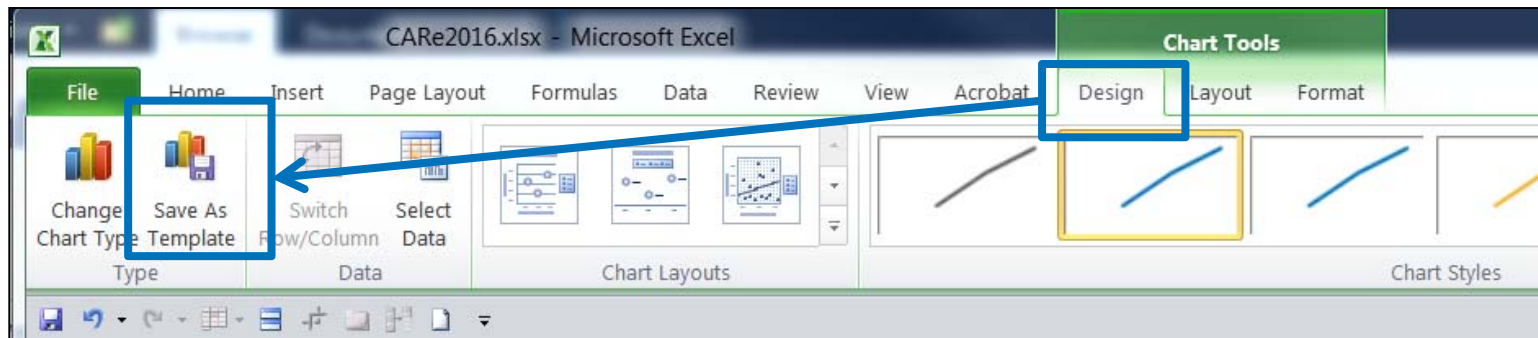 CARe2016.xlsx - Microsoft Excel
Chart Tools
File Home Insert Page Layout Formulas Data Review View Acrobat Design Layout Format
Change Chart Type
Save As Template
Switch Row/Column
Select Data
Type Data Chart Layouts Chart Styles